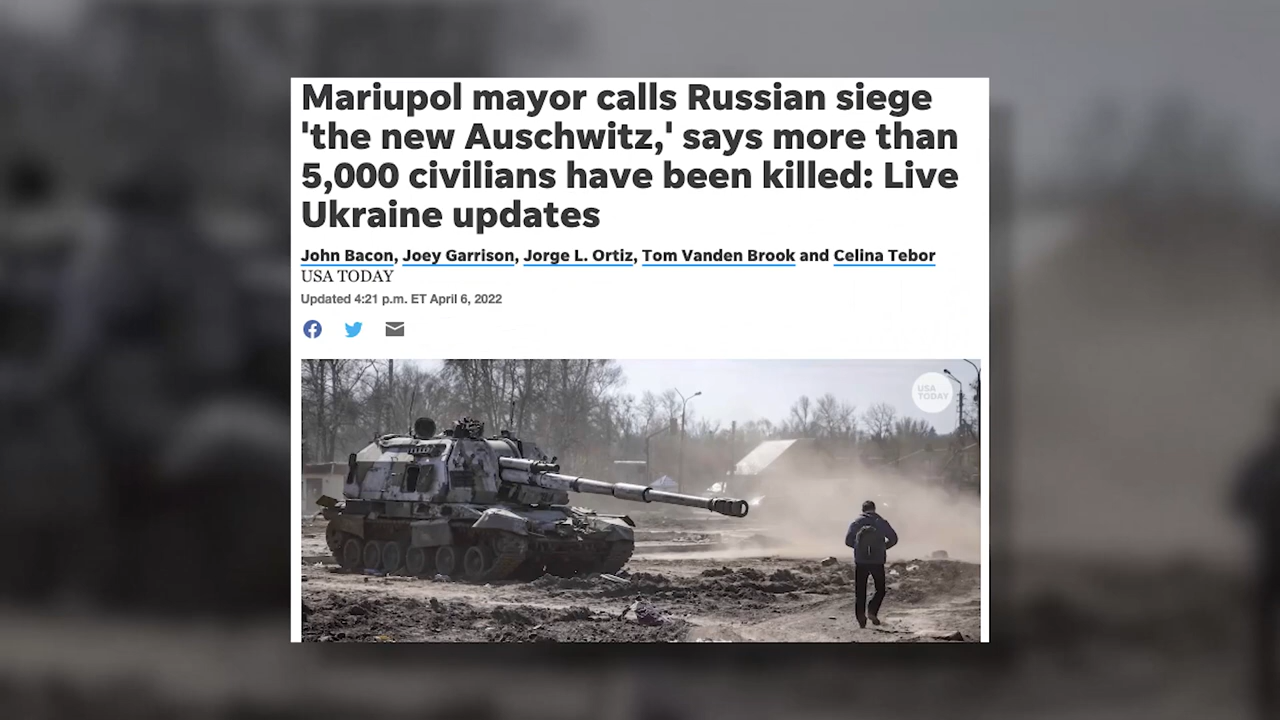 Mariupol mayor calls Russian siege
'the new Auschwitz,' says more than
5,000 civilians have been killed: Live
Ukraine updates
John Bacon, Joey Garrison, Jorge L. Ortiz, Tom Vanden Brook and Celina Tebor
USA TODAY
Updated 4:21 p.m. ET April 6, 2022
USA
TODAY